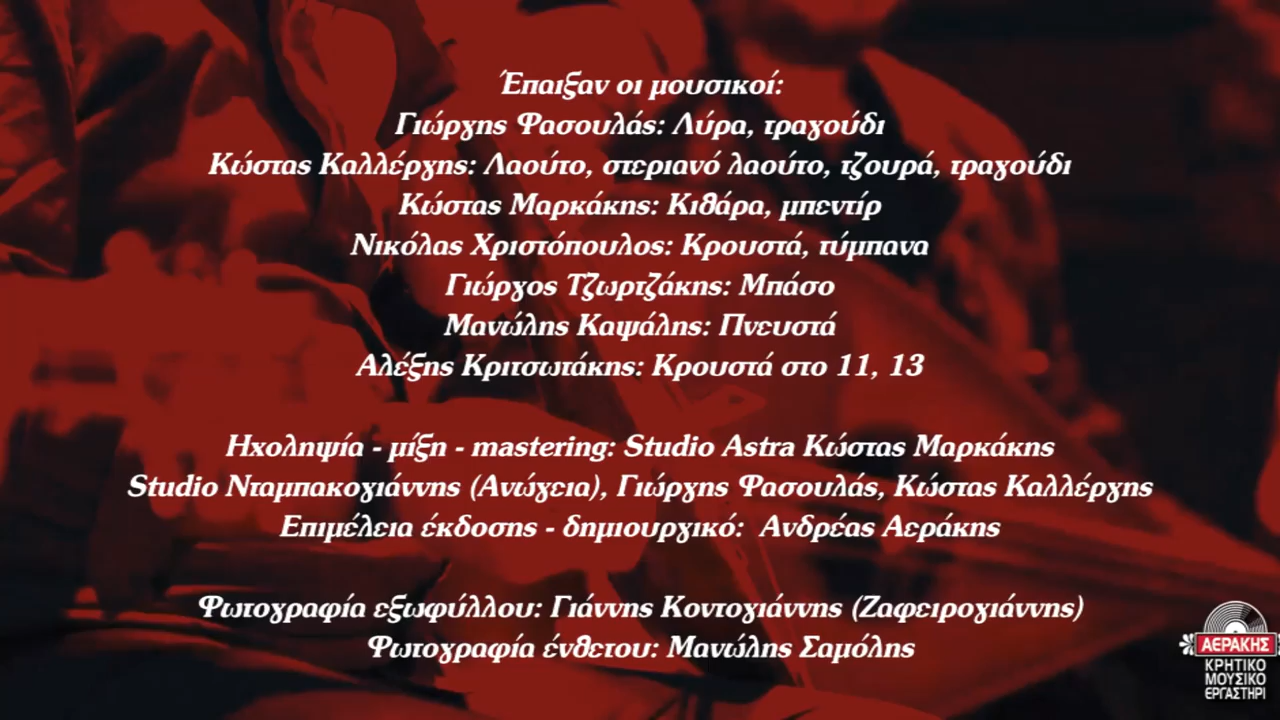 Έπαιξαν οι μουσικοί:
Γιώργης Φασουλάς: Λύρα, τραγούδι
Κώστας Καλλέργης: Λαούτο, στεριανό λαούτο, τζουρά, τραγούδι
Κώστας Μαρκάκης: Κιθάρα, μπεντίρ
Νικόλας Χριστόπουλος: Κρουστά, τύμπανα
Γιώργος Τζωρτζάκης: Μπάσο
Μανώλης Καψάλης: Πνευστά
Αλέξης Κριτσωτάκης: Κρουστά στο 11, 13
Ηχοληψία - μίξη - mastering: Studio Astra Κώστας Μαρκάκης
Studio Νταμπακογιάννης (Ανώγεια), Γιώργης Φασουλάς, Κώστας Καλλέργης
Επιμέλεια έκδοσης - δημιουργικό: Ανδρέας Αεράκης
Φωτογραφία εξωφύλλου: Γιάννης Κοντογιάννης (Ζαφειρογιάννης)
Φωτογραφία ένθετου: Μανώλης Σαμόλης
ΑΕΡΑΚΗΣ
ΚΡΗΤΙΚΟ
ΜΟΥΣΙΚΟ
ΕΡΓΑΣΤΗΡΙ